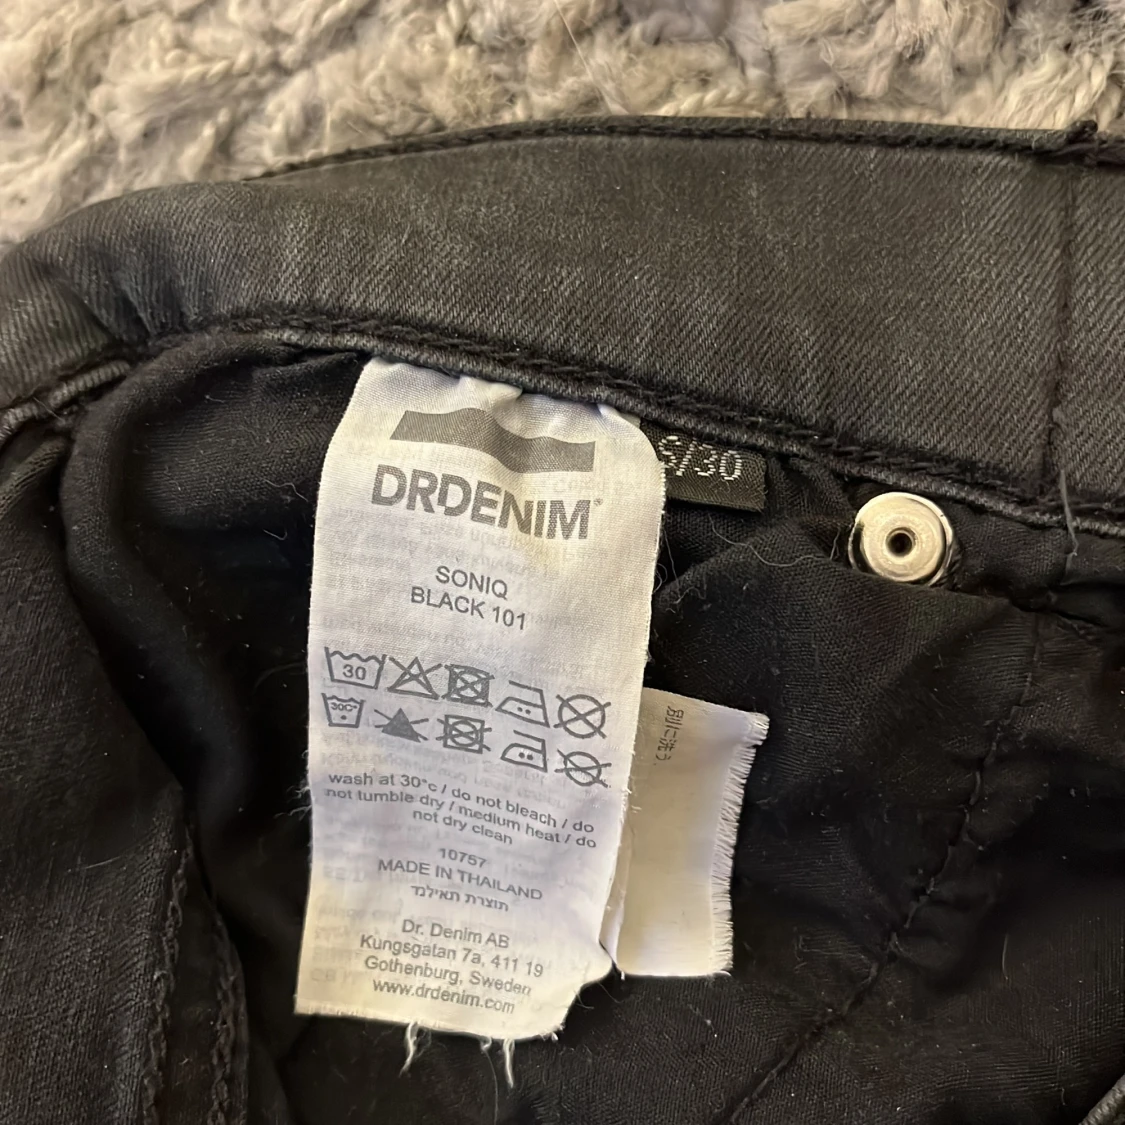 DRDENIM
S/30
SONIQ
BLACK 101
30
30C°
wash at 30°c / do not bleach / do
not tumble dry / medium heat / do
not dry clean
10757
MADE IN THAILAND
תוצרת תאילנד
Dr. Denim AB
Kungsgatan 7a, 411 19
Gothenburg, Sweden
www.drdenim.com